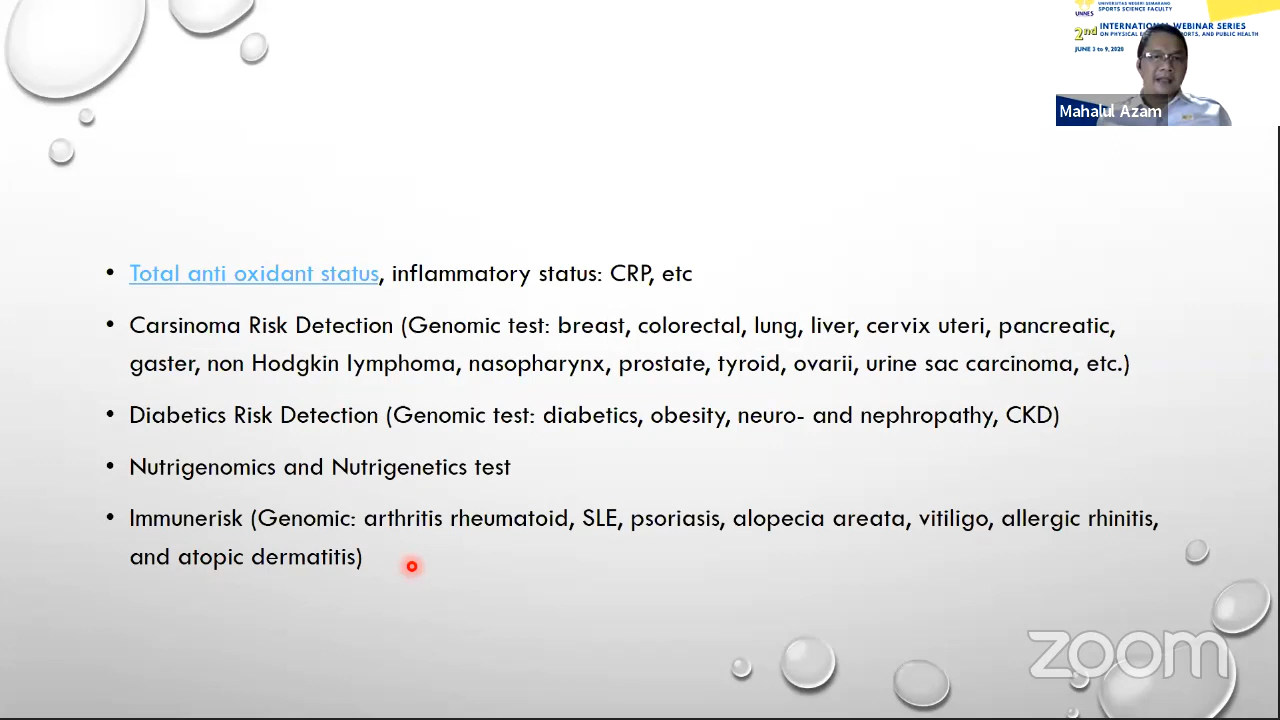 UNIVERSITAS NEGERI SEMARANG
SPORTS SCIENCE FACULTY
UNNES
2nd INTERNATIONAL WEBINAR SERIES
ON PHYSICAL PORTS, AND PUBLIC HEALTH
JUNE 3 to 9, 2020
Mahalul Azam
• Total anti oxidant status, inflammatory status: CRP, etc
• Carsinoma Risk Detection (Genomic test: breast, colorectal, lung, liver, cervix uteri, pancreatic,
gaster, non Hodgkin lymphoma, nasopharynx, prostate, tyroid, ovarii, urine sac carcinoma, etc.)
• Diabetics Risk Detection (Genomic test: diabetics, obesity, neuro- and nephropathy, CKD)
• Nutrigenomics and Nutrigenetics test
• Immunerisk (Genomic: arthritis rheumatoid, SLE, psoriasis, alopecia areata, vitiligo, allergic rhinitis,
and atopic dermatitis)
zoom